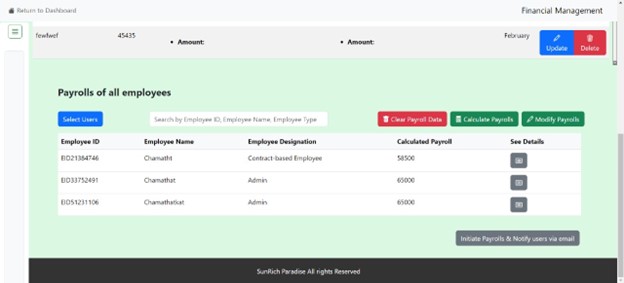 Return to Dashboard
Financial Management
fewfwef 45435 • Amount: • Amount: February Update Delete
Payrolls of all employees
Select Users Search by Employee ID, Employee Name, Employee Type Clear Payroll Data Calculate Payrolls Modify Payrolls
Employee ID Employee Name Employee Designation Calculated Payroll See Details
EID21384746 Chamatht Contract-based Employee 58500
EID33752491 Chamathat Admin 65000
EID51231106 Chamathatkat Admin 65000
Initiate Payrolls & Notify users via email
SunRich Paradise All rights Reserved